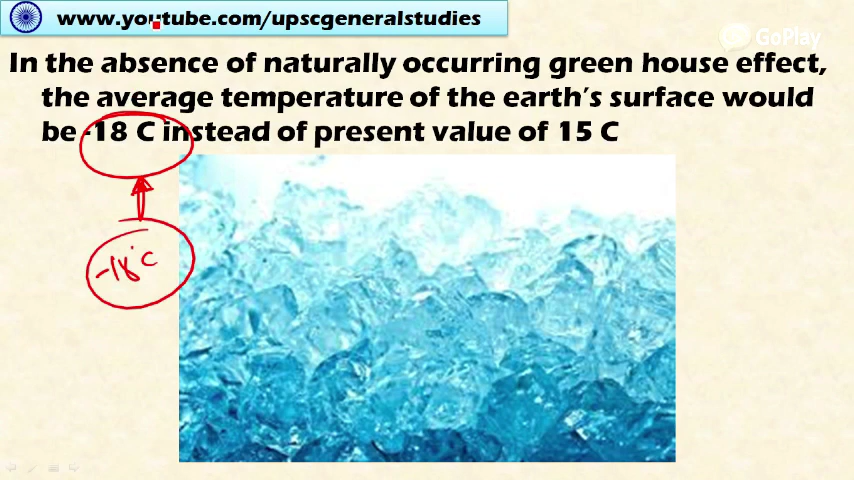 www.youtube.com/upscgeneralstudies
GoPlay
In the absence of naturally occurring green house effect,
the average temperature of the earth's surface would
be -18 C instead of present value of 15 C
-18°C